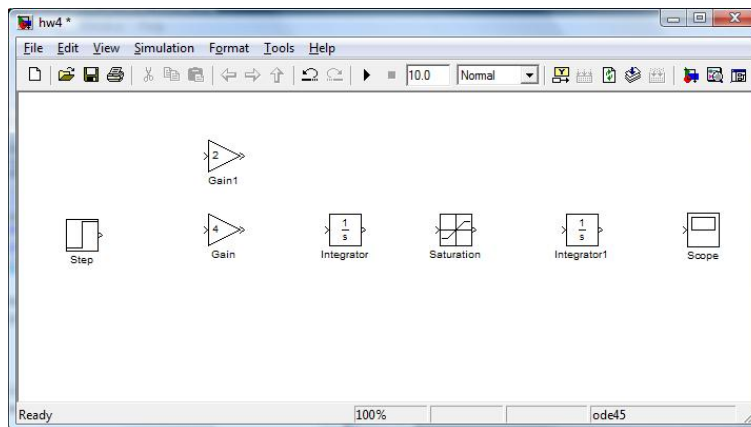 hw4 *
File Edit View Simulation Format Tools Help
10.0 Normal
2
Gain1
4
1
s
1
s
Step Gain Integrator Saturation Integrator1 Scope
Ready 100% ode45